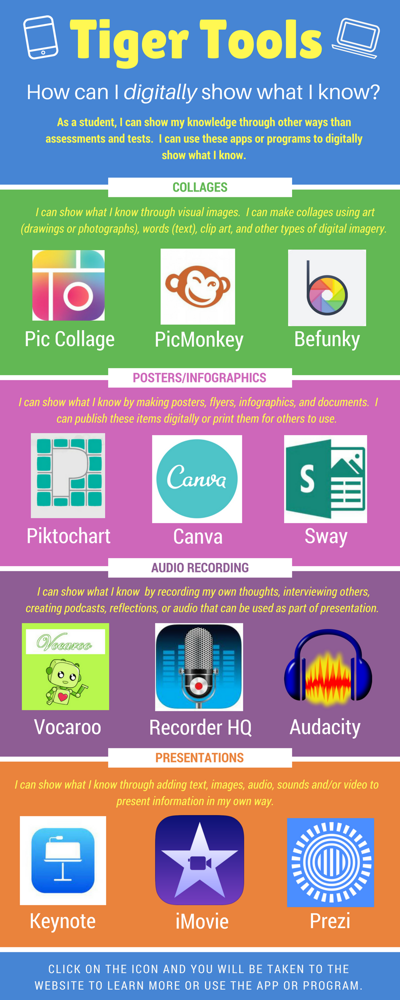 Tiger Tools
How can I digitally show what I know?
As a student, I can show my knowledge through other ways than
assessments and tests.  I can use these apps or programs to digitally
show what I know.
COLLAGES
I can show what I know through visual images.  I can make collages using art
(drawings or photographs), words (text), clip art, and other types of digital imagery.
Pic Collage
PicMonkey
Befunky
POSTERS/INFOGRAPHICS
I can show what I know by making posters, flyers, infographics, and documents.  I
can publish these items digitally or print them for others to use.
P
Canva
S
Piktochart
Canva
Sway
AUDIO RECORDING
I can show what I know  by recording my own thoughts, interviewing others,
creating podcasts, reflections, or audio that can be used as part of presentation.
Vocaroo
Vocaroo
Recorder HQ
Audacity
PRESENTATIONS
I can show what I know through adding text, images, audio, sounds and/or video to
present information in my own way.
Keynote
iMovie
Prezi
CLICK ON THE ICON AND YOU WILL BE TAKEN TO THE
WEBSITE TO LEARN MORE OR USE THE APP OR PROGRAM.